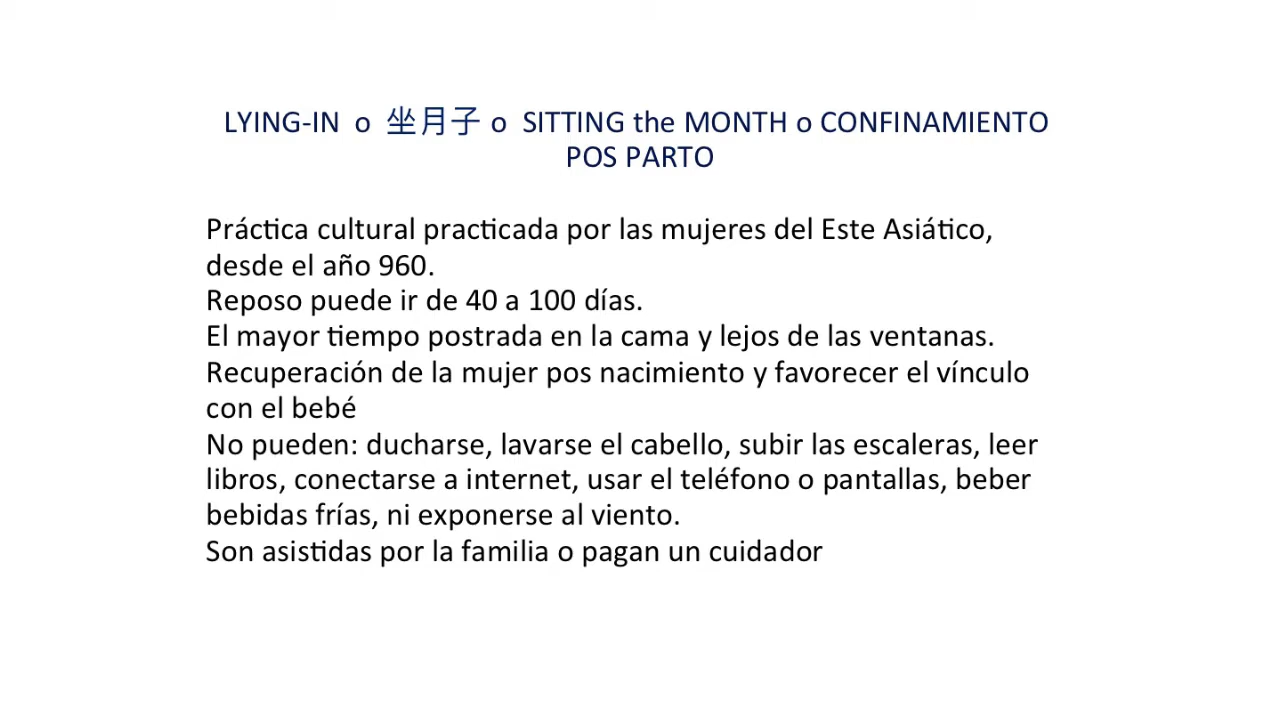 LYING-IN o 坐月子 o SITTING the MONTH o CONFINAMIENTO
POS PARTO
Práctica cultural practicada por las mujeres del Este Asiático,
desde el año 960.
Reposo puede ir de 40 a 100 días.
El mayor tiempo postrada en la cama y lejos de las ventanas.
Recuperación de la mujer pos nacimiento y favorecer el vínculo
con el bebé
No pueden: ducharse, lavarse el cabello, subir las escaleras, leer
libros, conectarse a internet, usar el teléfono o pantallas, beber
bebidas frías, ni exponerse al viento.
Son asistidas por la familia o pagan un cuidador